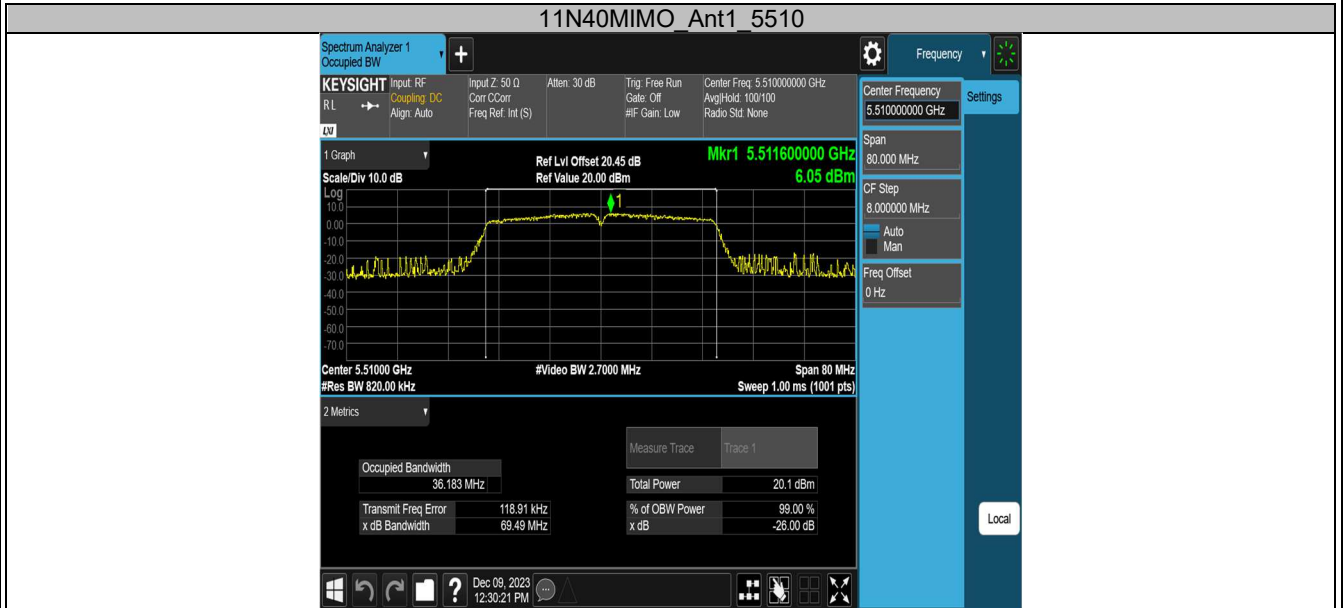 11N40MIMO_Ant1_5510
Spectrum Analyzer 1
Occupied BW
+
Frequency
KEYSIGHT
RL
LXI
Input: RF
Coupling: DC
Align: Auto
Input Z: 50 Ω
Corr CCorr
Freq Ref: Int (S)
Atten: 30 dB
Trig: Free Run
Gate: Off
#IF Gain: Low
Center Freq: 5.510000000 GHz
Avg|Hold: 100/100
Radio Std: None
Center Frequency
5.510000000 GHz
Settings
Span
80.000 MHz
CF Step
8.000000 MHz
Auto
Man
Freq Offset
0 Hz
Local
1 Graph
Scale/Div 10.0 dB
Ref Lvl Offset 20.45 dB
Ref Value 20.00 dBm
Mkr1 5.511600000 GHz
6.05 dBm
Log
10.0
0.00
-10.0
-20.0
-30.0
-40.0
-50.0
-60.0
-70.0
1
Center 5.51000 GHz
#Video BW 2.7000 MHz
Span 80 MHz
#Res BW 820.00 kHz
Sweep 1.00 ms (1001 pts)
2 Metrics
Measure Trace Trace 1
Occupied Bandwidth
36.183 MHz
Total Power 20.1 dBm
Transmit Freq Error 118.91 kHz
% of OBW Power 99.00 %
x dB Bandwidth 69.49 MHz
x dB -26.00 dB
?
Dec 09, 2023
12:30:21 PM